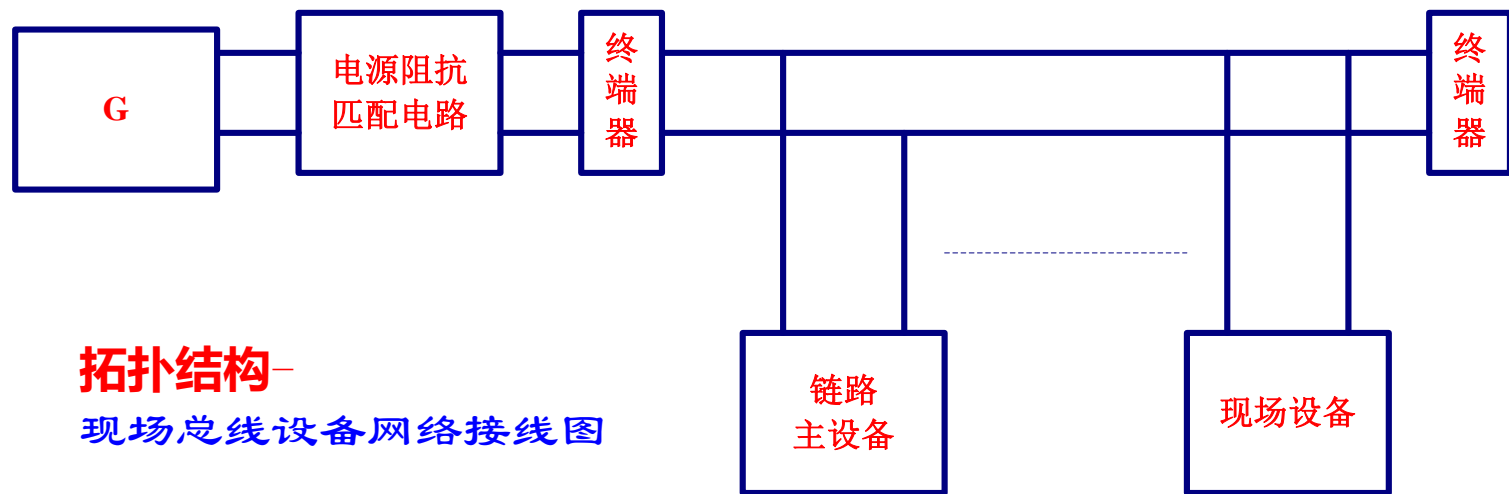 G
电源阻抗
匹配电路
终
端
器
终
端
器
链路
主设备
现场设备
拓扑结构–
现场总线设备网络接线图